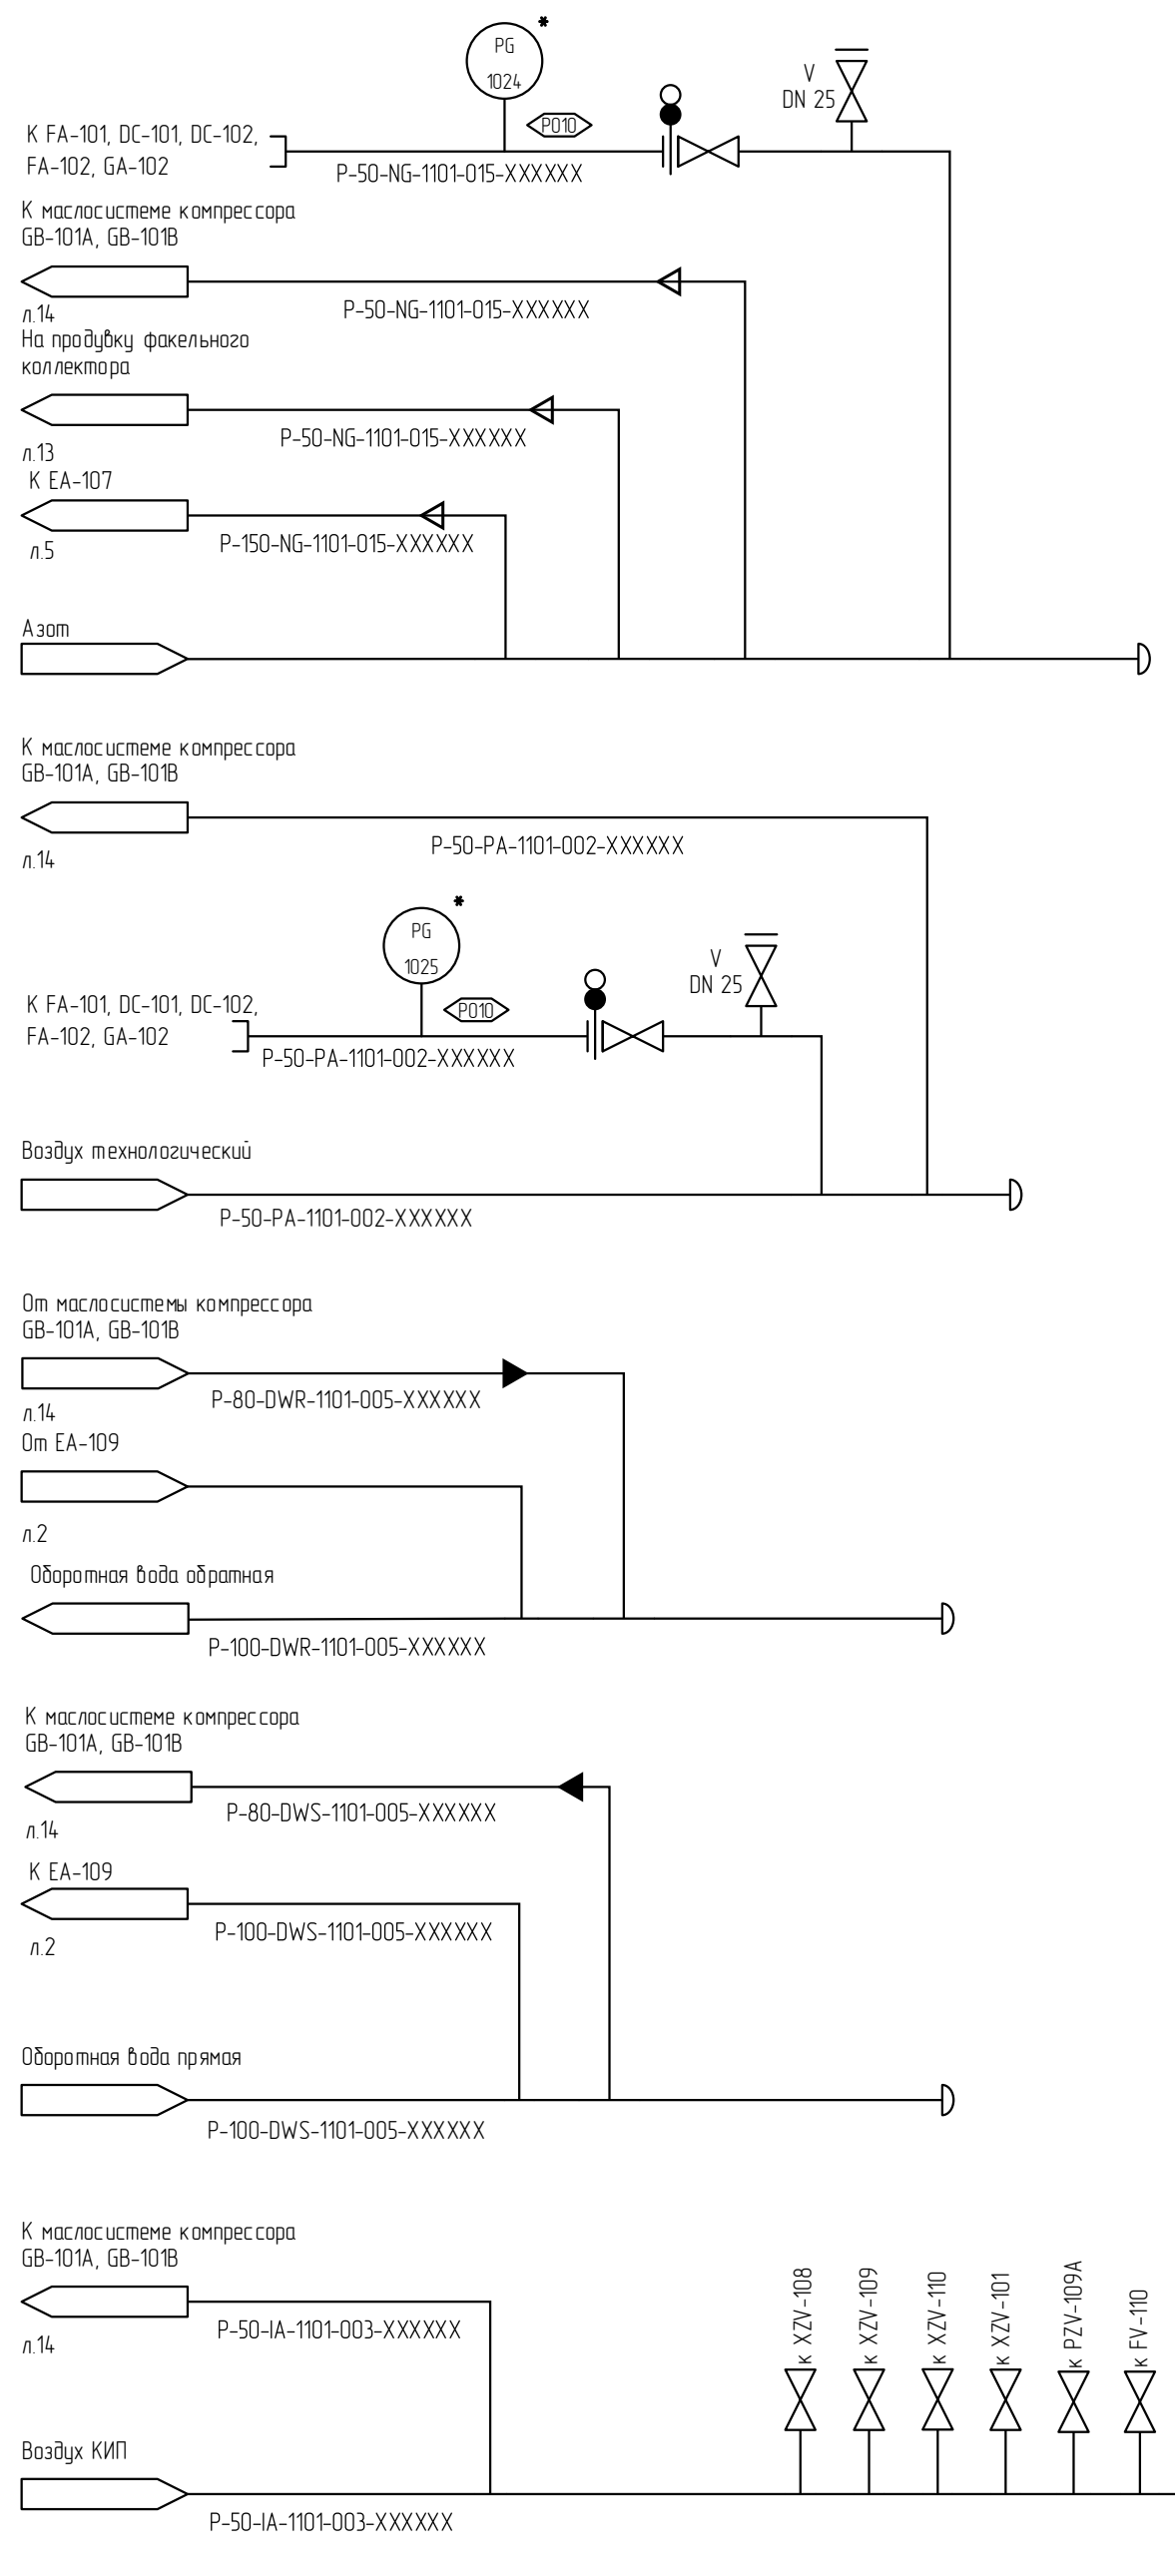 *
PG
1024
V
DN 25
P010
К FA-101, DC-101, DC-102,
FA-102, GA-102
P-50-NG-1101-015-XXXXXX
К маслосистеме компрессора
GB-101A, GB-101B
P-50-NG-1101-015-XXXXXX
л.14
На продувку факельного
коллектора
P-50-NG-1101-015-XXXXXX
л.13
К EA-107
P-150-NG-1101-015-XXXXXX
л.5
Азот
К маслосистеме компрессора
GB-101A, GB-101B
P-50-PA-1101-002-XXXXXX
л.14
*
PG
1025
V
DN 25
P010
К FA-101, DC-101, DC-102,
FA-102, GA-102
P-50-PA-1101-002-XXXXXX
Воздух технологический
P-50-PA-1101-002-XXXXXX
От маслосистемы компрессора
GB-101A, GB-101B
P-80-DWR-1101-005-XXXXXX
л.14
От EA-109
л.2
Оборотная вода обратная
P-100-DWR-1101-005-XXXXXX
К маслосистеме компрессора
GB-101A, GB-101B
P-80-DWS-1101-005-XXXXXX
л.14
К EA-109
P-100-DWS-1101-005-XXXXXX
л.2
Оборотная вода прямая
P-100-DWS-1101-005-XXXXXX
К маслосистеме компрессора
GB-101A, GB-101B
P-50-IA-1101-003-XXXXXX
л.14
к XZV-108
к XZV-109
к XZV-110
к XZV-101
к PZV-109A
к FV-110
Воздух КИП
P-50-IA-1101-003-XXXXXX